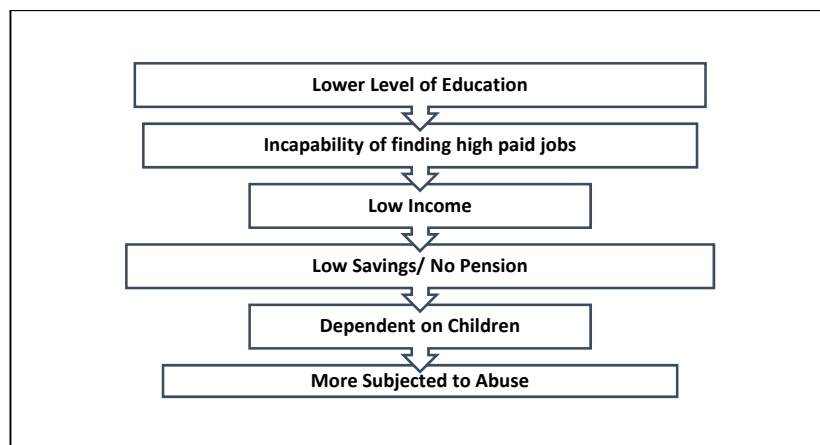 Lower Level of Education
Incapability of finding high paid jobs
Low Income
Low Savings/ No Pension
Dependent on Children
More Subjected to Abuse